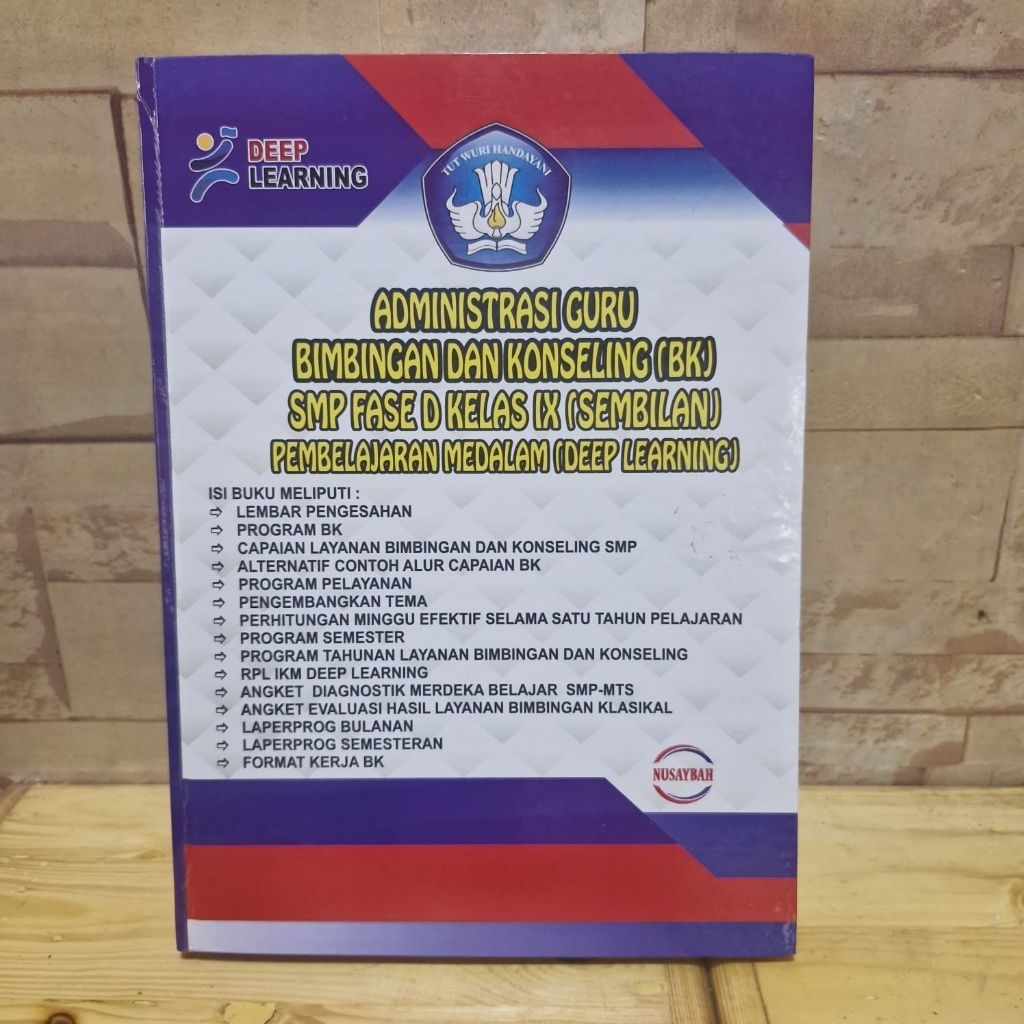 DEEP
LEARNING
TUT WURI HANDAYANI
ADMINISTRASI GURU
BIMBINGAN DAN KONSELING (BK)
SMP FASE D KELAS IX (SEMBILAN)
PEMBELAJARAN MEDALAM (DEEP LEARNING)
ISI BUKU MELIPUTI :
⇨ LEMBAR PENGESAHAN
⇨ PROGRAM BK
⇨ CAPAIAN LAYANAN BIMBINGAN DAN KONSELING SMP
⇨ ALTERNATIF CONTOH ALUR CAPAIAN BK
⇨ PROGRAM PELAYANAN
⇨ PENGEMBANGKAN TEMA
⇨ PERHITUNGAN MINGGU EFEKTIF SELAMA SATU TAHUN PELAJARAN
⇨ PROGRAM SEMESTER
⇨ PROGRAM TAHUNAN LAYANAN BIMBINGAN DAN KONSELING
⇨ RPL IKM DEEP LEARNING
⇨ ANGKET DIAGNOSTIK MERDEKA BELAJAR SMP-MTS
⇨ ANGKET EVALUASI HASIL LAYANAN BIMBINGAN KLASIKAL
⇨ LAPERPROG BULANAN
⇨ LAPERPROG SEMESTERAN
⇨ FORMAT KERJA BK
NUSAYBAH